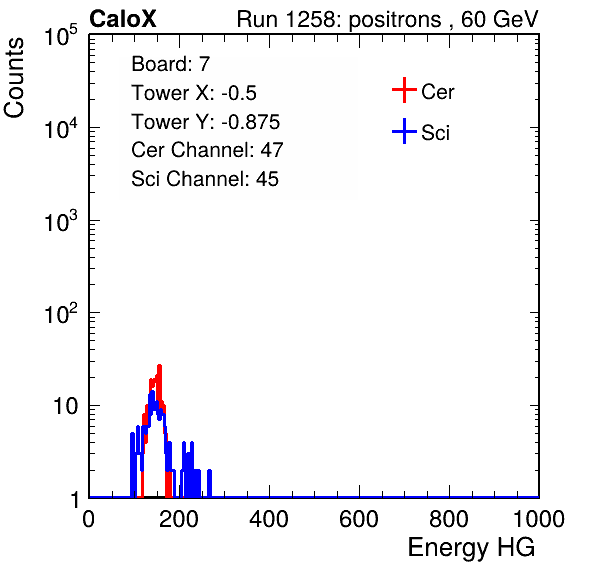 CaloX Run 1258: positrons , 60 GeV
Counts
10^5
10^4
10^3
10^2
10
1
Board: 7
Tower X: -0.5
Tower Y: -0.875
Cer Channel: 47
Sci Channel: 45
Cer
Sci
0 200 400 600 800 1000
Energy HG